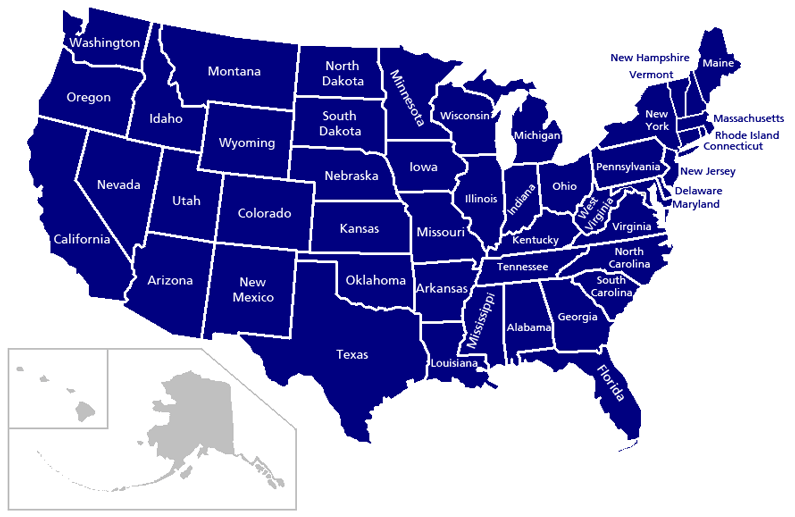 Washington
Oregon
California
Idaho
Nevada
Montana
Wyoming
Utah
Arizona
Colorado
New
Mexico
North
Dakota
South
Dakota
Nebraska
Kansas
Oklahoma
Texas
Minnesota
Iowa
Missouri
Arkansas
Louisiana
Wisconsin
Illinois
Michigan
Indiana
Ohio
Kentucky
Tennessee
Mississippi
Alabama
Georgia
Florida
South
Carolina
North
Carolina
Virginia
West
Virginia
Pennsylvania
New
York
New Hampshire
Vermont
Maine
Massachusetts
Rhode Island
Connecticut
New Jersey
Delaware
Maryland